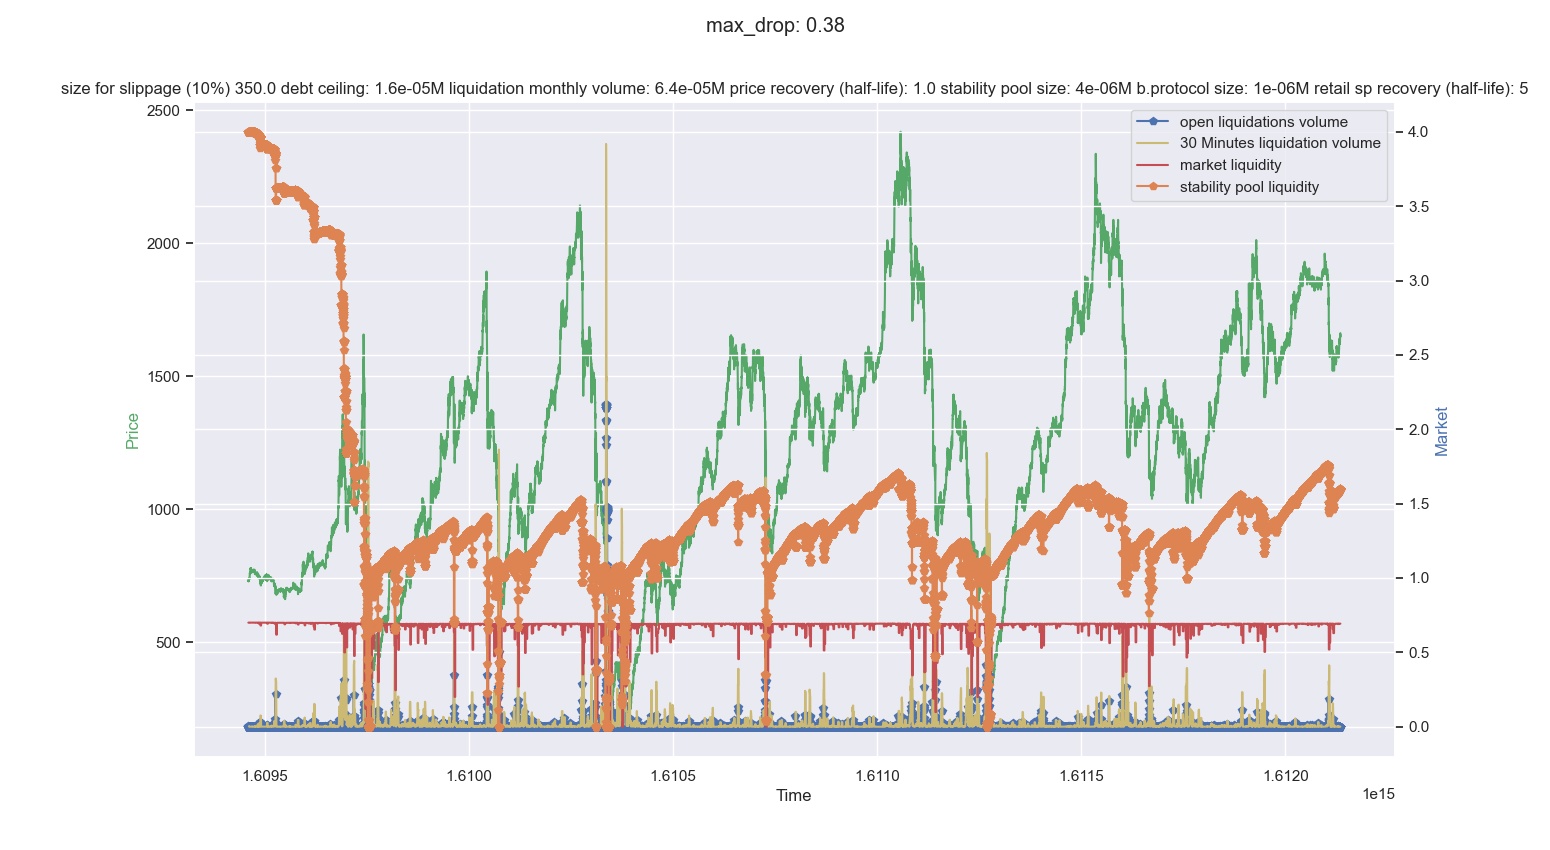 max_drop: 0.38
size for slippage (10%) 350.0 debt ceiling: 1.6e-05M liquidation monthly volume: 6.4e-05M price recovery (half-life): 1.0 stability pool size: 4e-06M b.protocol size: 1e-06M retail sp recovery (half-life): 5
open liquidations volume
30 Minutes liquidation volume
market liquidity
stability pool liquidity
2500
2000
1500
1000
500
Price
4.0
3.5
3.0
2.5
2.0
1.5
1.0
0.5
0.0
Market
1.6095
1.6100
1.6105
1.6110
1.6115
1.6120
Time
1e15